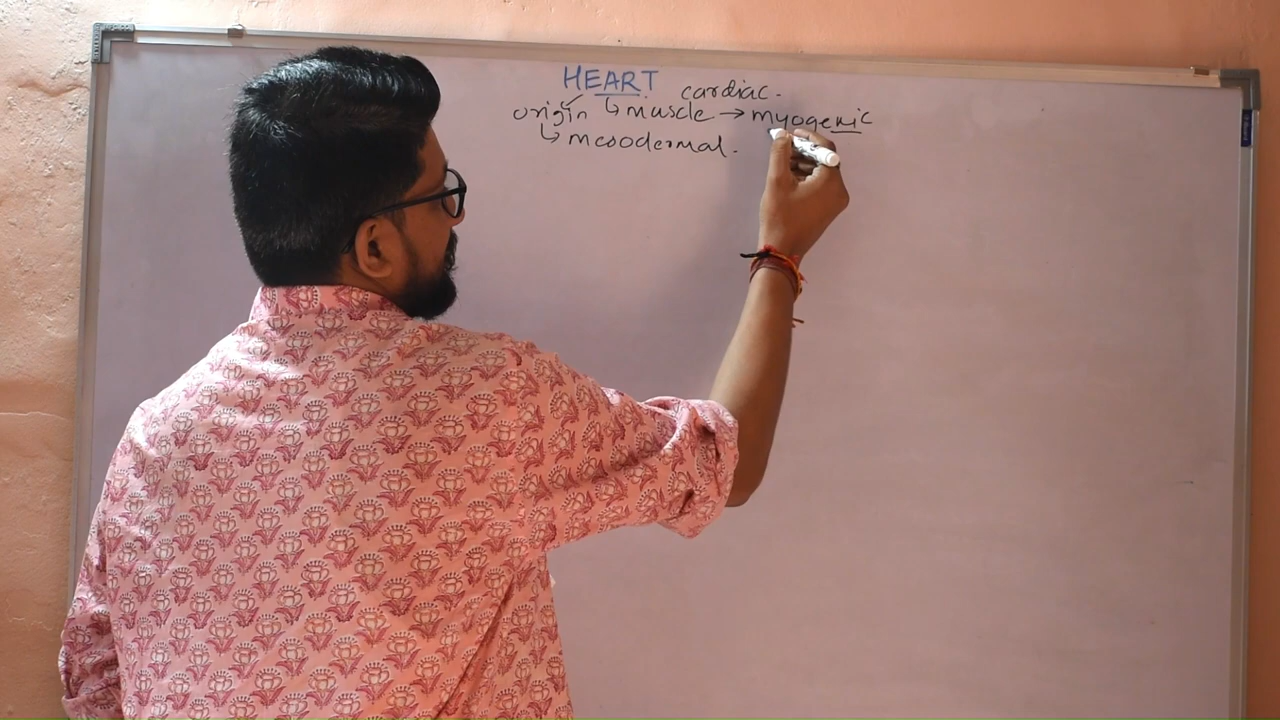 HEART
cardiac.
origin ↳ muscle → myogenic
↳ mesodermal.